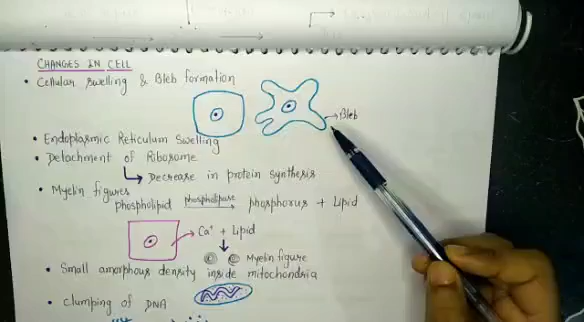 CHANGES IN CELL
• Cellular swelling & Bleb formation
Bleb
• Endoplasmic Reticulum Swelling
• Detachment of Ribosome
Decrease in protein synthesis
• Myelin figures
phospholipid phospholipase phosphorus + Lipid
Ca⁺ + Lipid
Myelin figure
• Small amorphous density inside mitochondria
• Clumping of DNA